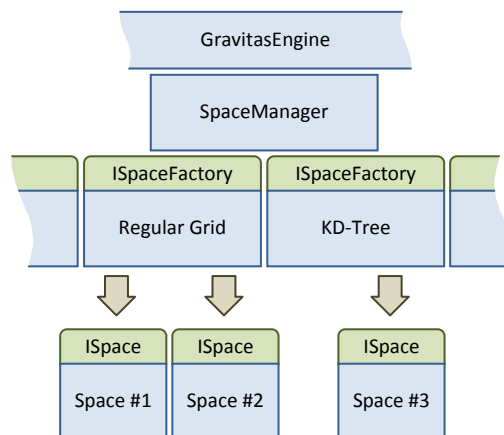 GravitasEngine
SpaceManager
ISpaceFactory
ISpaceFactory
Regular Grid
KD-Tree
ISpace
ISpace
ISpace
Space #1
Space #2
Space #3